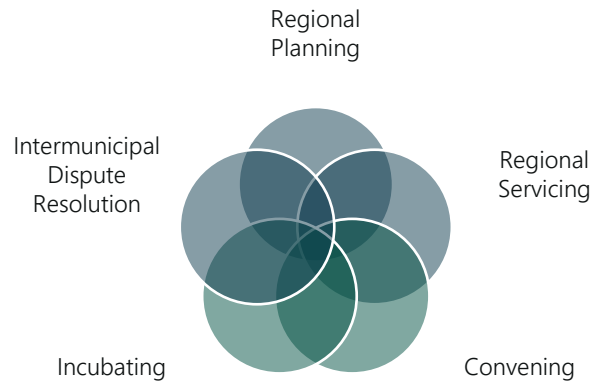 Regional
Planning
Intermunicipal
Dispute
Resolution
Regional
Servicing
Incubating
Convening